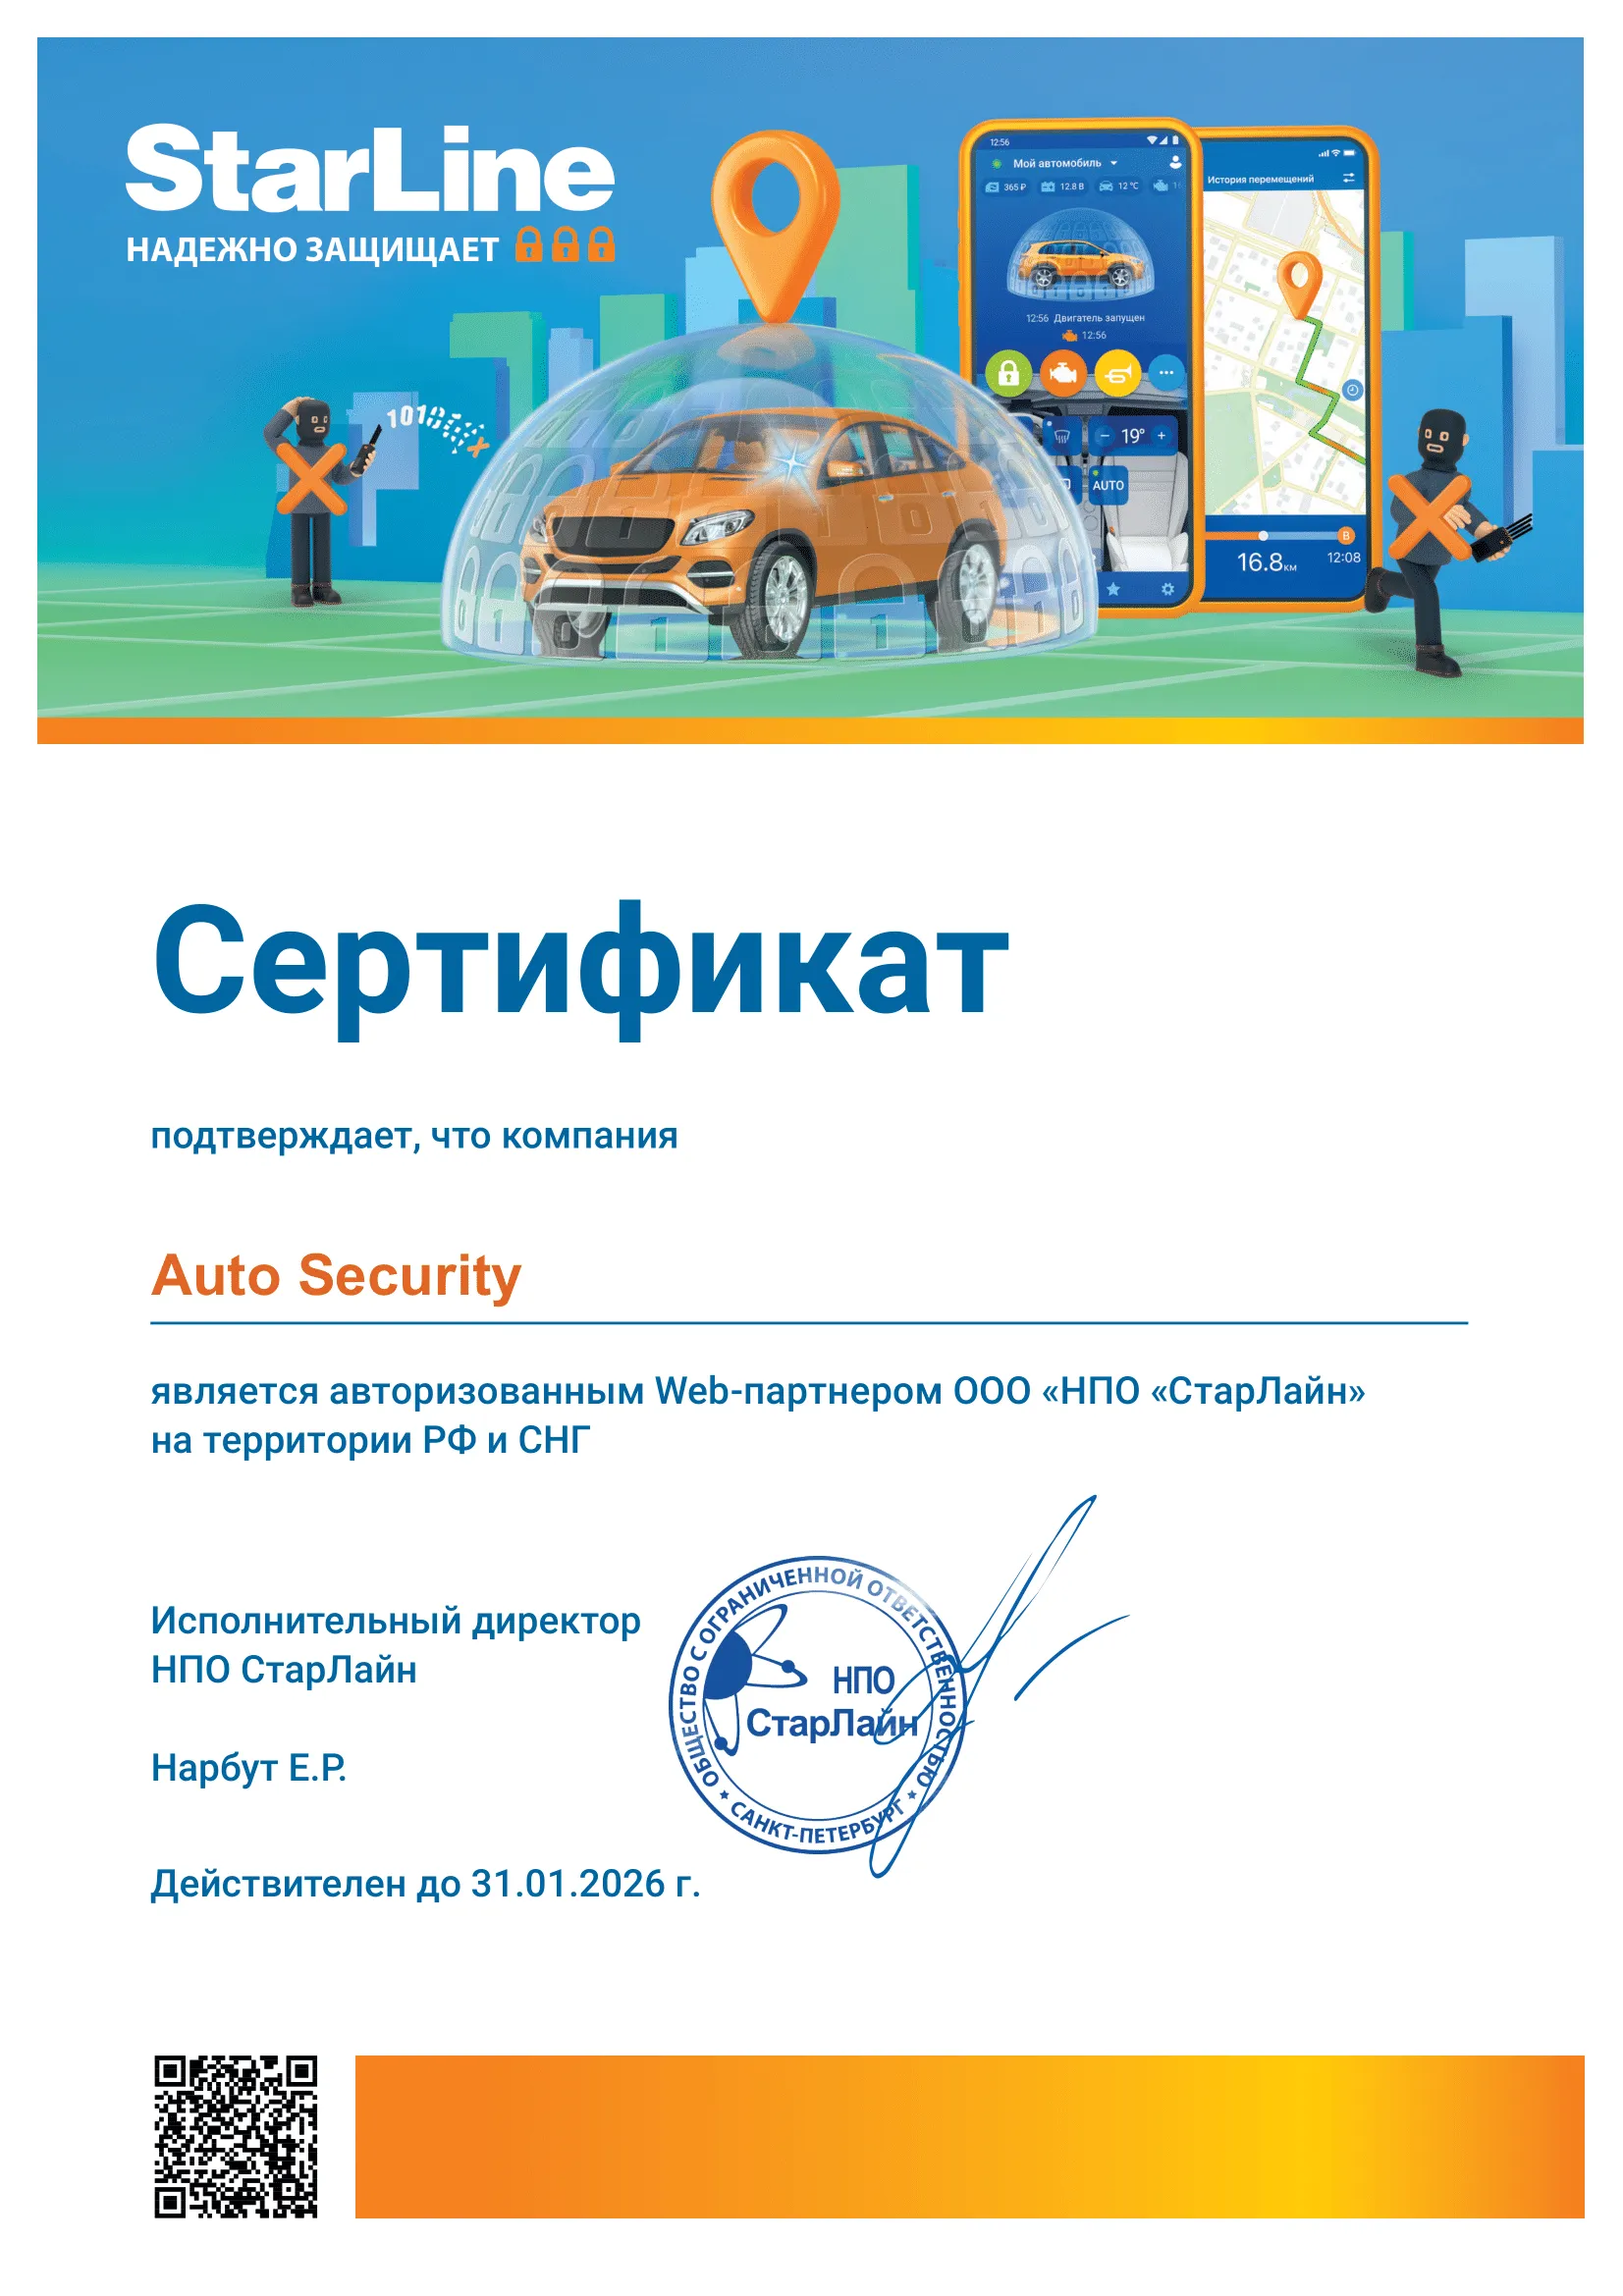 StarLine
НАДЕЖНО ЗАЩИЩАЕТ
12:56
Мой автомобиль
365 ₽ 12.8 В 12 °C
12:56 Двигатель запущен
12:56
− 19° +
AUTO
История перемещений
B
16.8км 12:08
101
Сертификат
подтверждает, что компания
Auto Security
является авторизованным Web-партнером ООО «НПО «СтарЛайн»
на территории РФ и СНГ
Исполнительный директор
НПО СтарЛайн
Нарбут Е.Р.
ОБЩЕСТВО С ОГРАНИЧЕННОЙ ОТВЕТСТВЕННОСТЬЮ
НПО
СтарЛайн
САНКТ-ПЕТЕРБУРГ
Действителен до 31.01.2026 г.